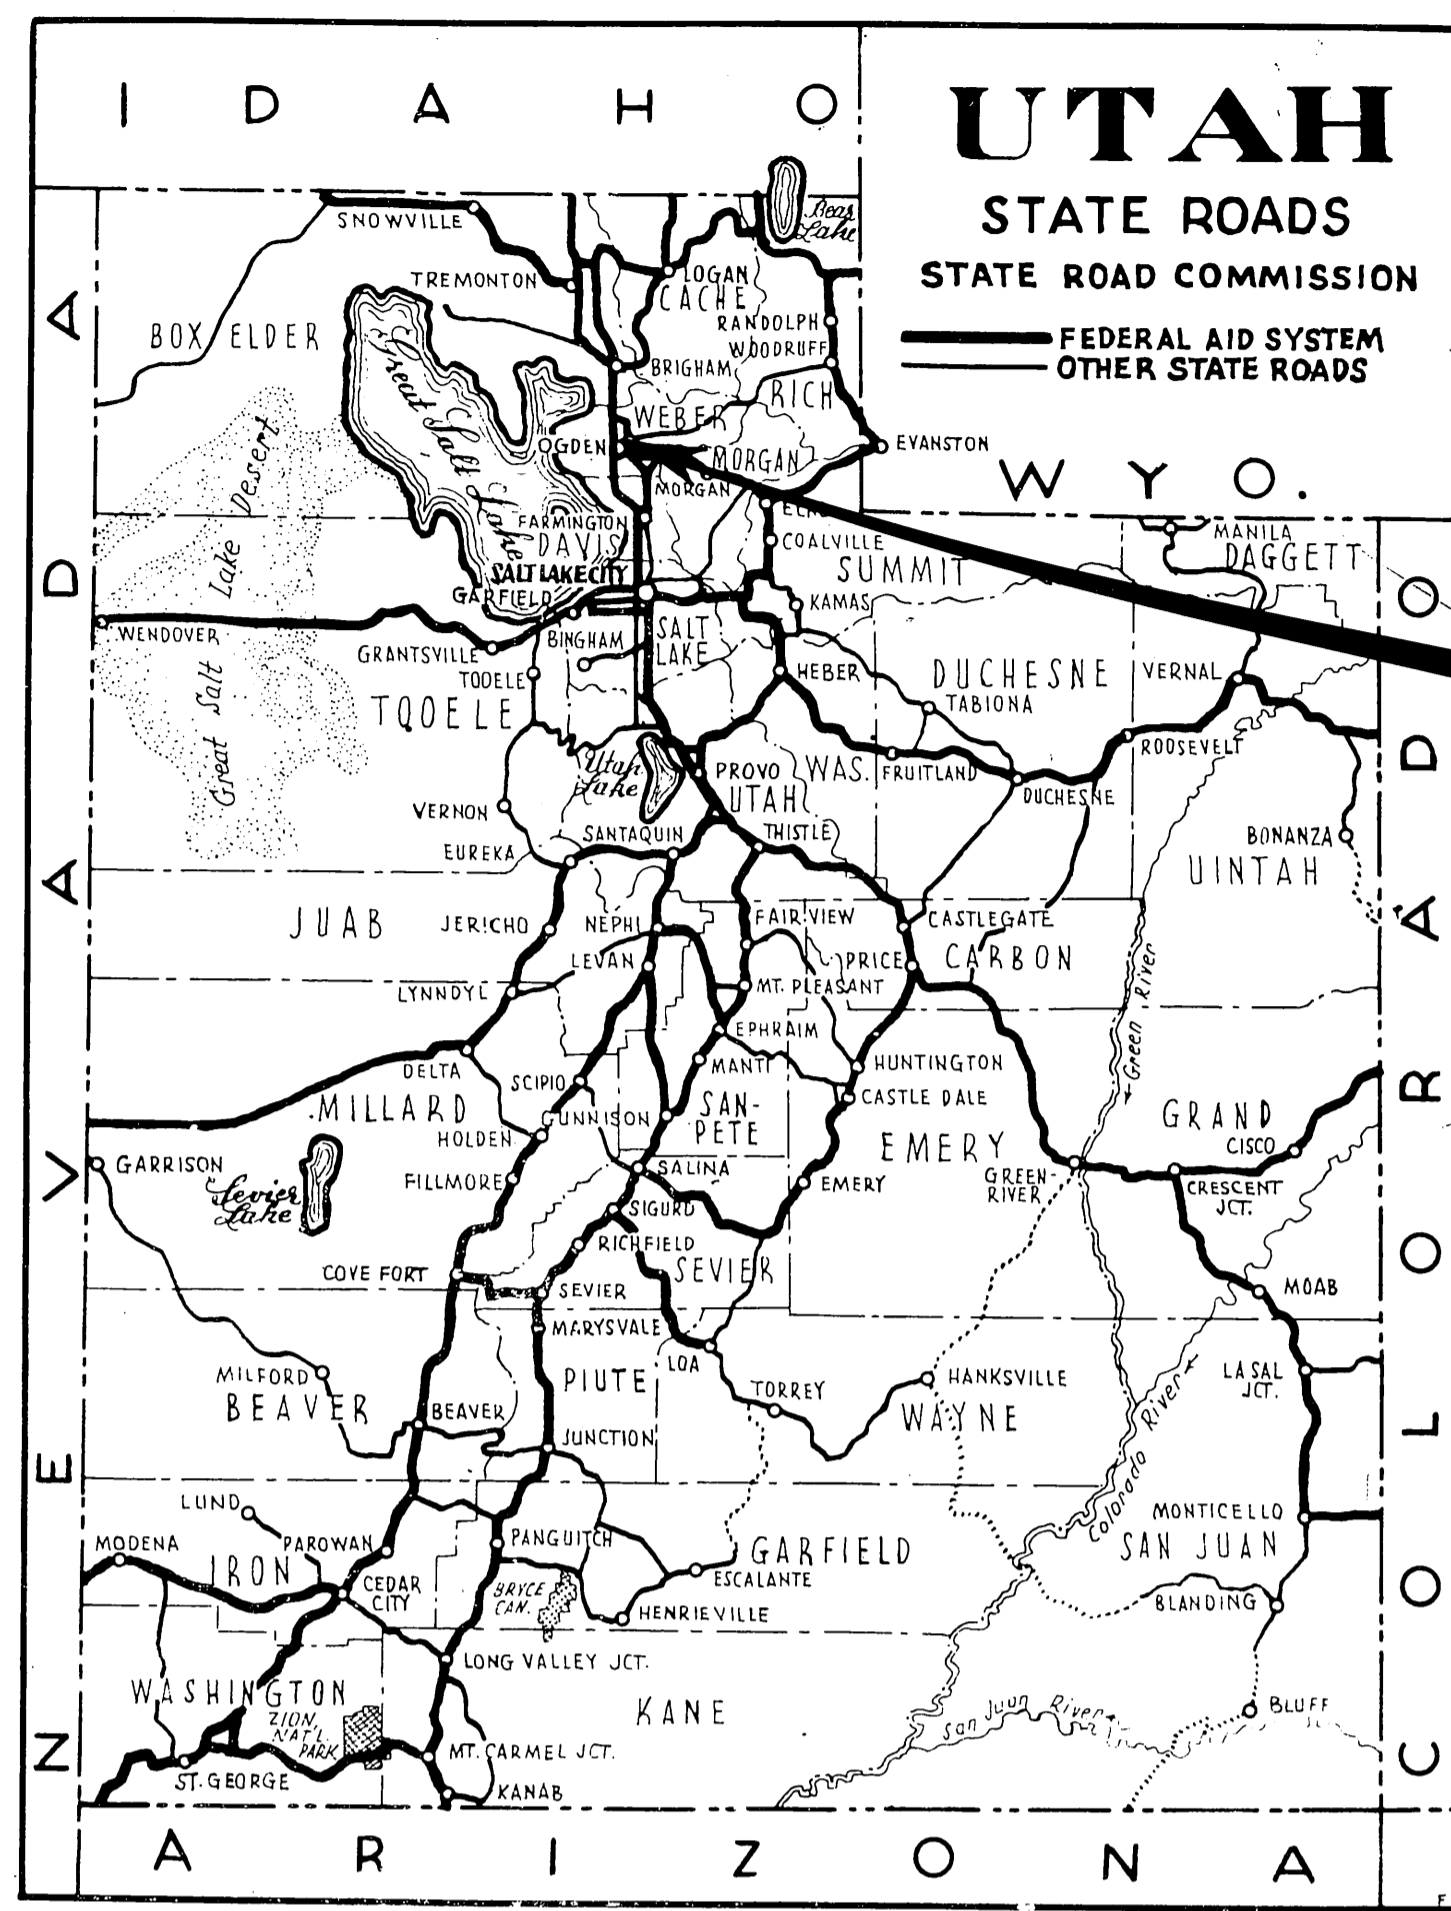 IDAHO
UTAH
STATE ROADS
STATE ROAD COMMISSION
FEDERAL AID SYSTEM
OTHER STATE ROADS
Bear
Lake
SNOWVILLE
TREMONTON
LOGAN
CACHE
RANDOLPH
WOODRUFF
BOX ELDER
BRIGHAM
RICH
WEBER
Great Salt Lake
OGDEN
MORGAN
EVANSTON
WYO.
MORGAN
Great Salt Lake Desert
FARMINGTON
DAVIS
COALVILLE
SUMMIT
MANILA
DAGGETT
SALT LAKE CITY
GARFIELD
KAMAS
WENDOVER
BINGHAM
SALT
LAKE
GRANTSVILLE
TOOELE
HEBER
DUCHESNE
VERNAL
TOOELE
TABIONA
ROOSEVELT
Utah
Lake
PROVO
WAS.
FRUITLAND
UTAH
DUCHESNE
VERNON
SANTAQUIN
THISTLE
BONANZA
EUREKA
UINTAH
JUAB
JERICHO
NEPHI
FAIRVIEW
CASTLEGATE
LEVAN
PRICE
CARBON
LYNNDYL
MT. PLEASANT
Green River
EPHRAIM
DELTA
MANTI
HUNTINGTON
SCIPIO
CASTLE DALE
MILLARD
GUNNISON
SAN-
PETE
GRAND
HOLDEN
EMERY
CISCO
GARRISON
SALINA
GREEN-
RIVER
FILLMORE
EMERY
CRESCENT
JCT.
Sevier
Lake
SIGURD
RICHFIELD
SEVIER
COVE FORT
SEVIER
MOAB
MARYSVALE
LOA
MILFORD
PIUTE
HANKSVILLE
LA SAL
JCT.
BEAVER
TORREY
WAYNE
BEAVER
JUNCTION
Colorado River
LUND
MONTICELLO
MODENA
PAROWAN
PANGUITCH
GARFIELD
SAN JUAN
IRON
CEDAR
CITY
BRYCE
CAN.
ESCALANTE
HENRIEVILLE
BLANDING
LONG VALLEY JCT.
WASHINGTON
KANE
San Juan River
BLUFF
ZION
NAT'L.
PARK
MT. CARMEL JCT.
ST. GEORGE
KANAB
NEVADA
COLORADO
ARIZONA